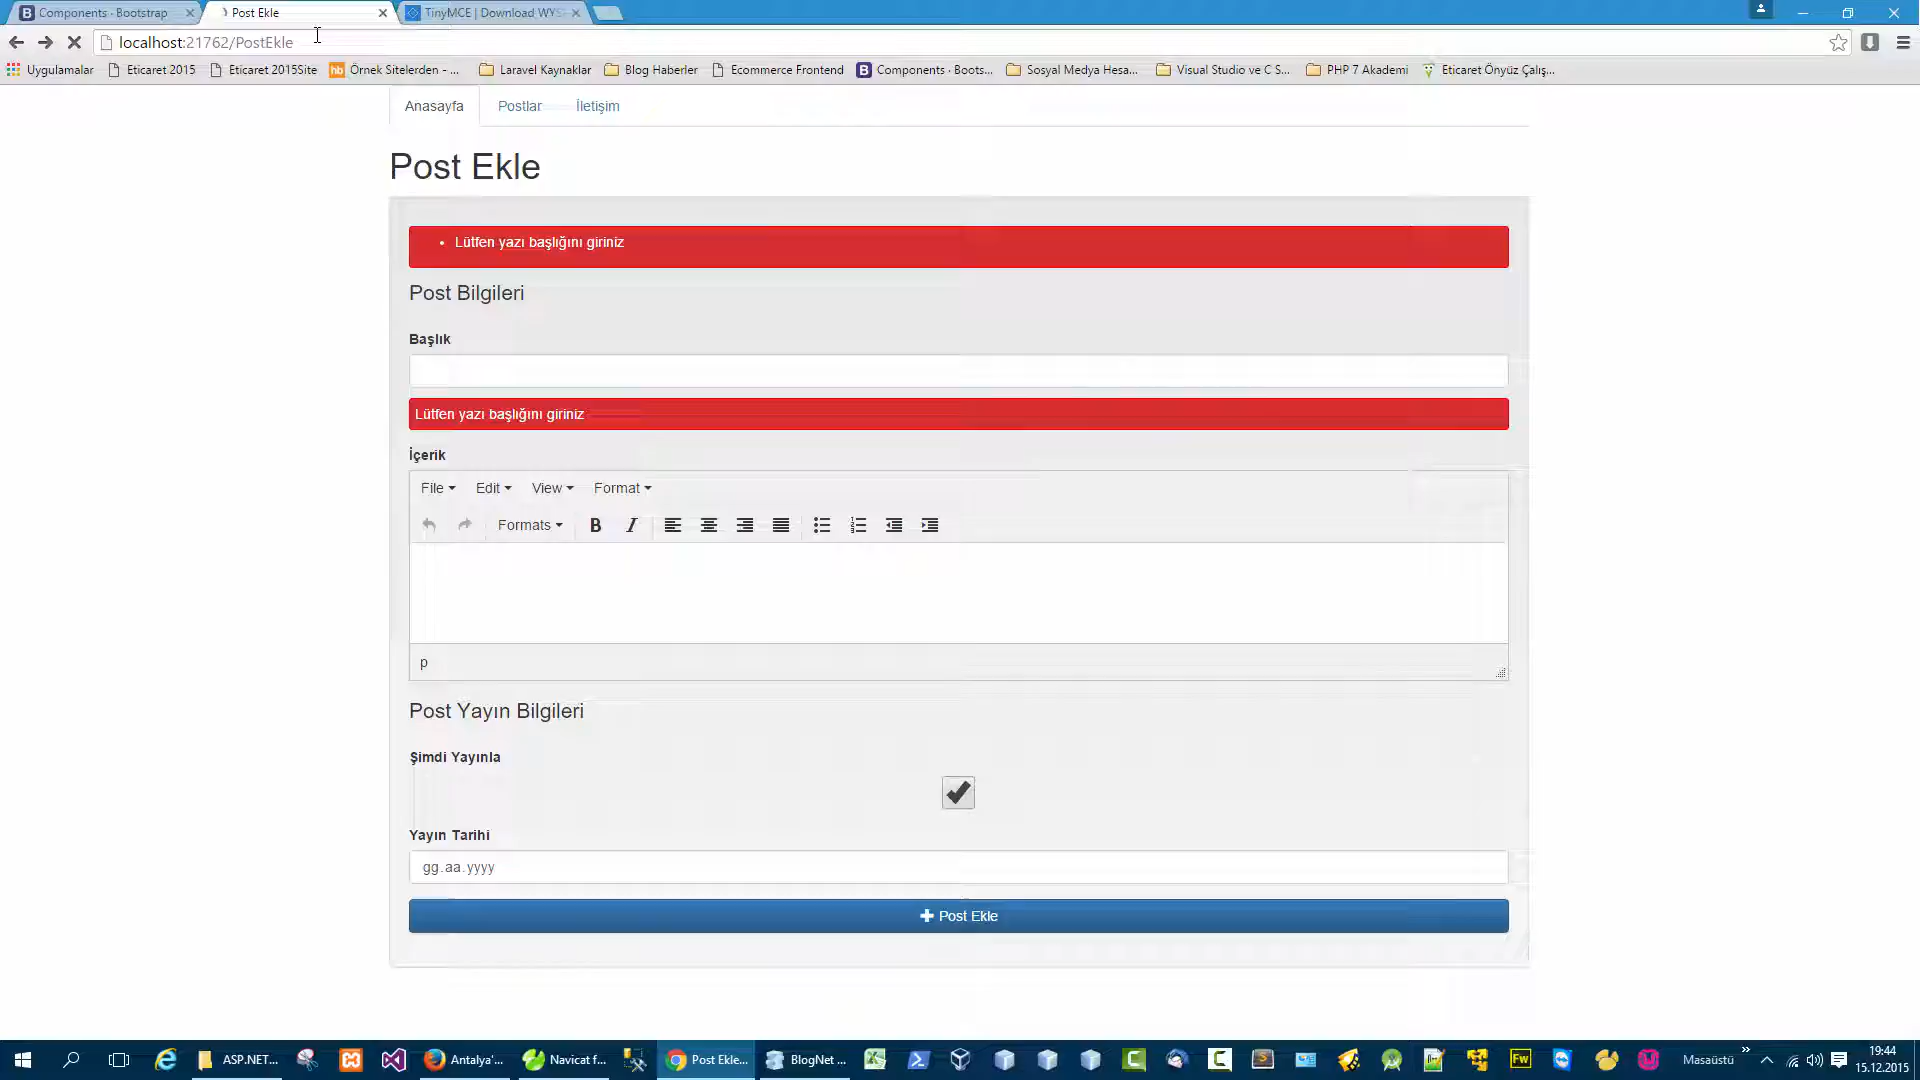 Components · Bootstrap
Post Ekle
TinyMCE | Download WYS
localhost:21762/PostEkle
Uygulamalar
Eticaret 2015
Eticaret 2015Site
hb
Örnek Sitelerden - ...
Laravel Kaynaklar
Blog Haberler
Ecommerce Frontend
B
Components · Boots...
Sosyal Medya Hesa...
Visual Studio ve C S...
PHP 7 Akademi
Eticaret Önyüz Çalış...
Anasayfa
Postlar
İletişim
Post Ekle
• Lütfen yazı başlığını giriniz
Post Bilgileri
Başlık
Lütfen yazı başlığını giriniz
İçerik
File
Edit
View
Format
Formats
B
I
p
Post Yayın Bilgileri
Şimdi Yayınla
Yayın Tarihi
gg.aa.yyyy
Post Ekle
ASP.NET...
Antalya'...
Navicat f...
Post Ekle...
BlogNet ...
Fw
Masaüstü
19:44
15.12.2015